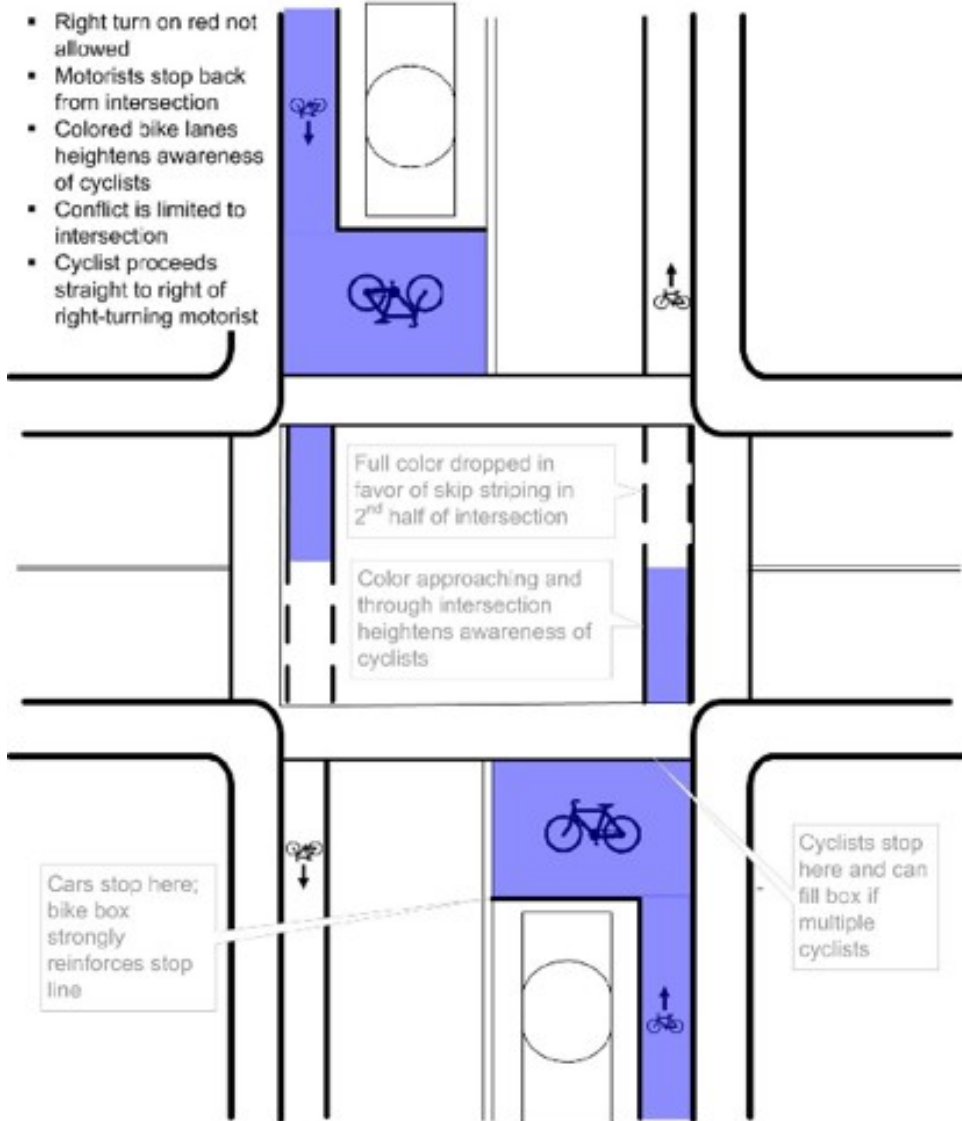 ▪ Right turn on red not
allowed
▪ Motorists stop back
from intersection
▪ Colored bike lanes
heightens awareness
of cyclists
▪ Conflict is limited to
intersection
▪ Cyclist proceeds
straight to right of
right-turning motorist
Full color dropped in
favor of skip striping in
2nd half of intersection
Color approaching and
through intersection
heightens awareness of
cyclists
Cars stop here;
bike box
strongly
reinforces stop
line
Cyclists stop
here and can
fill box if
multiple
cyclists